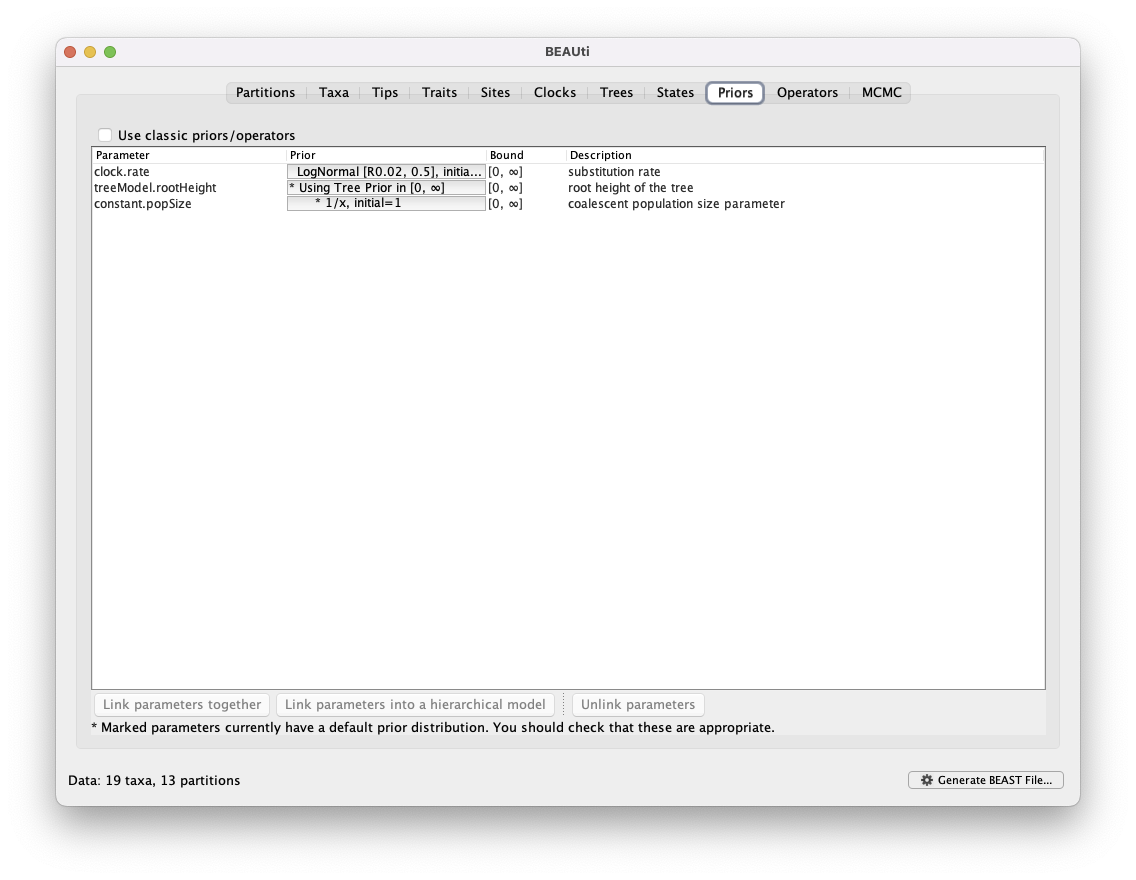 BEAUti
Partitions Taxa Tips Traits Sites Clocks Trees States Priors Operators MCMC
Use classic priors/operators
Parameter Prior Bound Description
clock.rate LogNormal [R0.02, 0.5], initia... [0, ∞] substitution rate
treeModel.rootHeight * Using Tree Prior in [0, ∞] [0, ∞] root height of the tree
constant.popSize * 1/x, initial=1 [0, ∞] coalescent population size parameter
Link parameters together Link parameters into a hierarchical model Unlink parameters
* Marked parameters currently have a default prior distribution. You should check that these are appropriate.
Data: 19 taxa, 13 partitions Generate BEAST File...